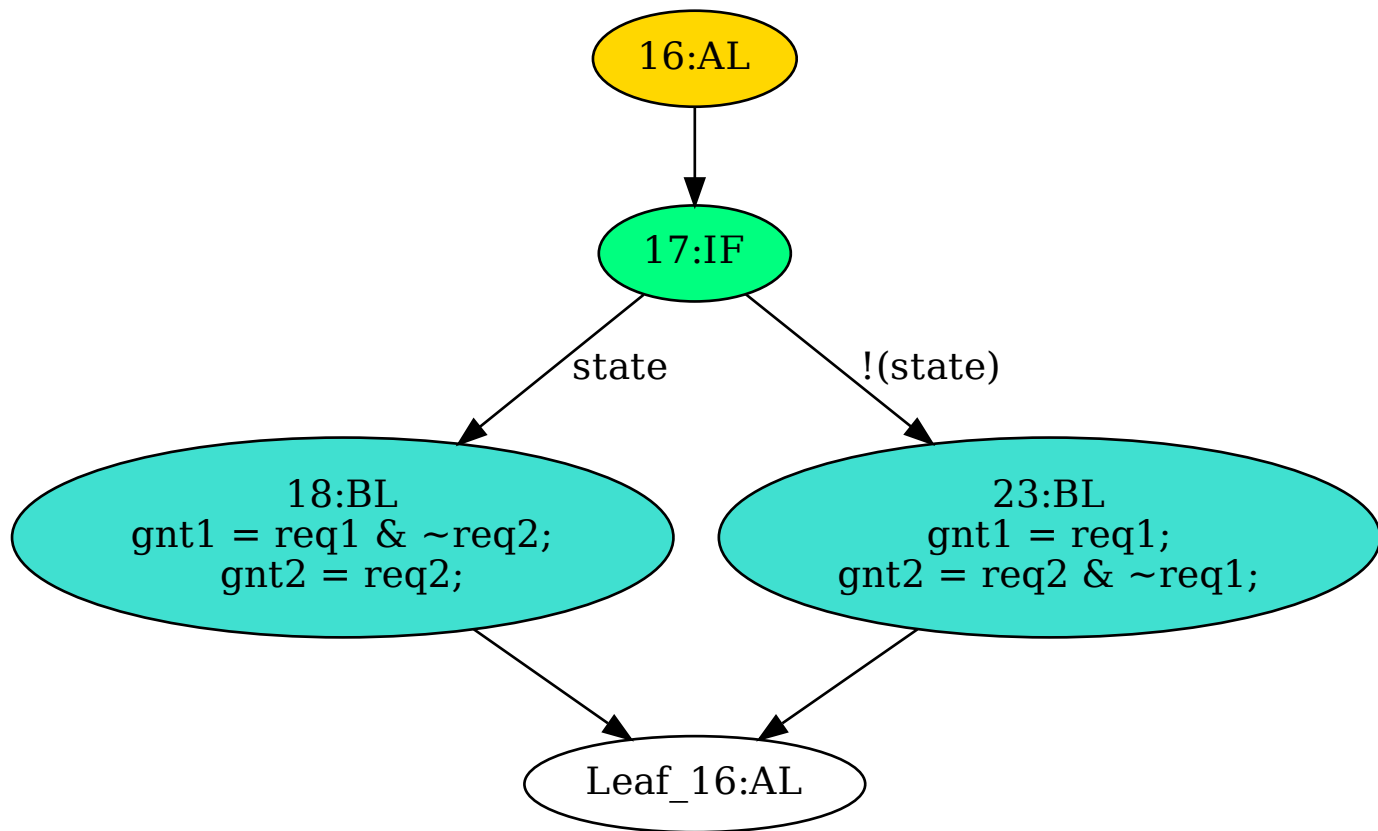 16:AL
17:IF
state
!(state)
18:BL
gnt1 = req1 & ~req2;
gnt2 = req2;
23:BL
gnt1 = req1;
gnt2 = req2 & ~req1;
Leaf_16:AL